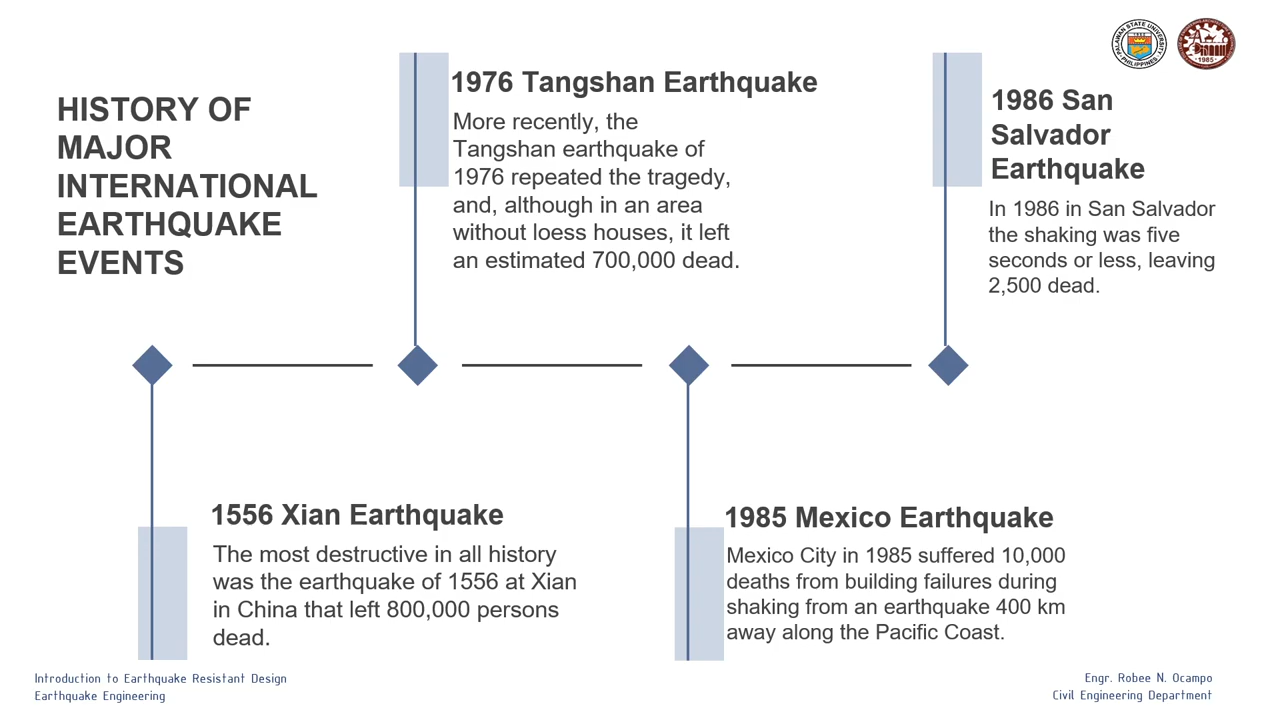 HISTORY OF
MAJOR
INTERNATIONAL
EARTHQUAKE
EVENTS
1976 Tangshan Earthquake
More recently, the
Tangshan earthquake of
1976 repeated the tragedy,
and, although in an area
without loess houses, it left
an estimated 700,000 dead.
PALAWAN STATE UNIVERSITY
PHILIPPINES
1985
1986 San
Salvador
Earthquake
In 1986 in San Salvador
the shaking was five
seconds or less, leaving
2,500 dead.
1556 Xian Earthquake
The most destructive in all history
was the earthquake of 1556 at Xian
in China that left 800,000 persons
dead.
1985 Mexico Earthquake
Mexico City in 1985 suffered 10,000
deaths from building failures during
shaking from an earthquake 400 km
away along the Pacific Coast.
Introduction to Earthquake Resistant Design
Earthquake Engineering
Engr. Robee N. Ocampo
Civil Engineering Department